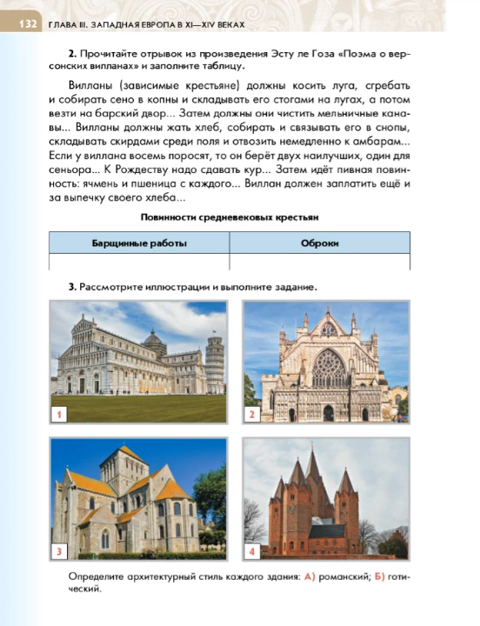 132 ГЛАВА III. ЗАПАДНАЯ ЕВРОПА В XI—XIV ВЕКАХ
2. Прочитайте отрывок из произведения Эсту ле Гоза «Поэма о вер-
сонских вилланах» и заполните таблицу.
Вилланы (зависимые крестьяне) должны косить луга, сгребать
и собирать сено в копны и складывать его стогами на лугах, а потом
везти на барский двор... Затем должны они чистить мельничные кана-
вы... Вилланы должны жать хлеб, собирать и связывать его в снопы,
складывать скирдами среди поля и отвозить немедленно к амбарам...
Если у виллана восемь поросят, то он берёт двух наилучших, один для
сеньора... К Рождеству надо сдавать кур... Затем идёт пивная повин-
ность: ячмень и пшеница с каждого... Виллан должен заплатить ещё и
за выпечку своего хлеба...
Повинности средневековых крестьян
Барщинные работы Оброки
3. Рассмотрите иллюстрации и выполните задание.
1
2
3
4
Определите архитектурный стиль каждого здания: А) романский; Б) готи-
ческий.